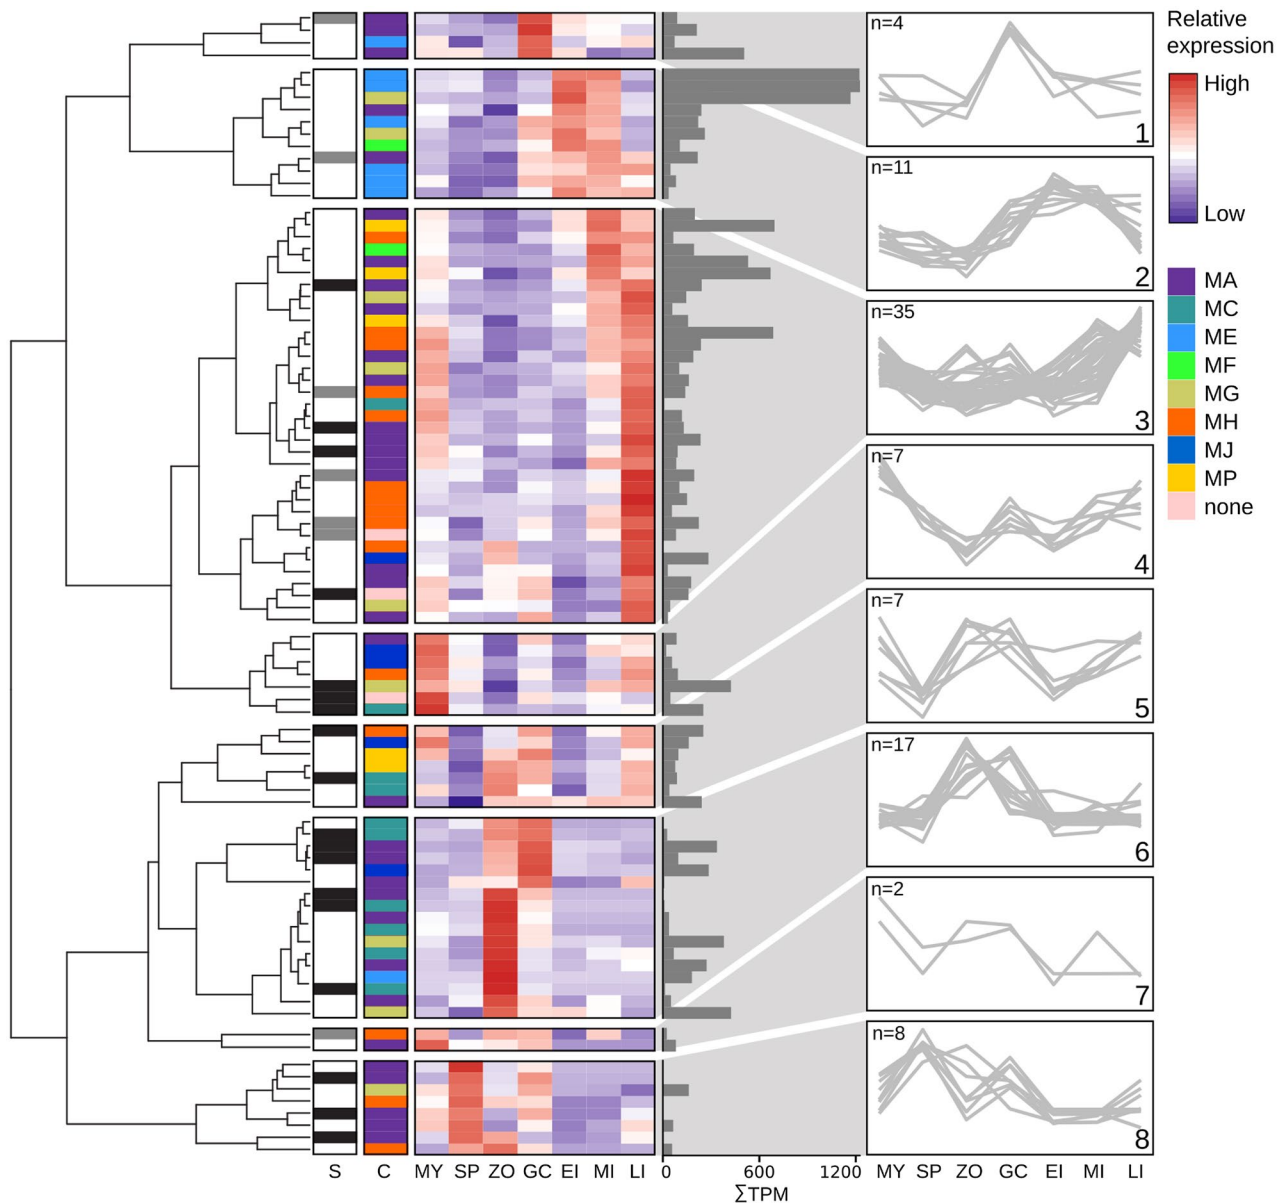 n=4
1
n=11
2
n=35
3
n=7
4
n=7
5
n=17
6
n=2
7
n=8
8
Relative
expression
High
Low
MA
MC
ME
MF
MG
MH
MJ
MP
none
S C MY SP ZO GC EI MI LI 0 600 1200 MY SP ZO GC EI MI LI
∑TPM